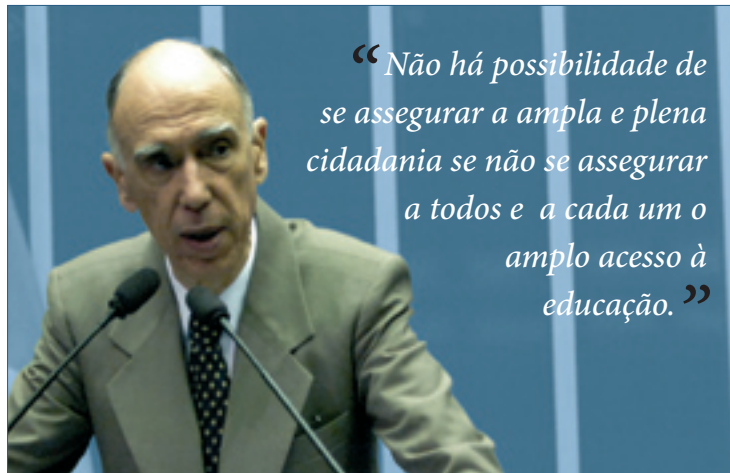 “ Não há possibilidade de
se assegurar a ampla e plena
cidadania se não se assegurar
a todos e a cada um o
amplo acesso à
educação. ”